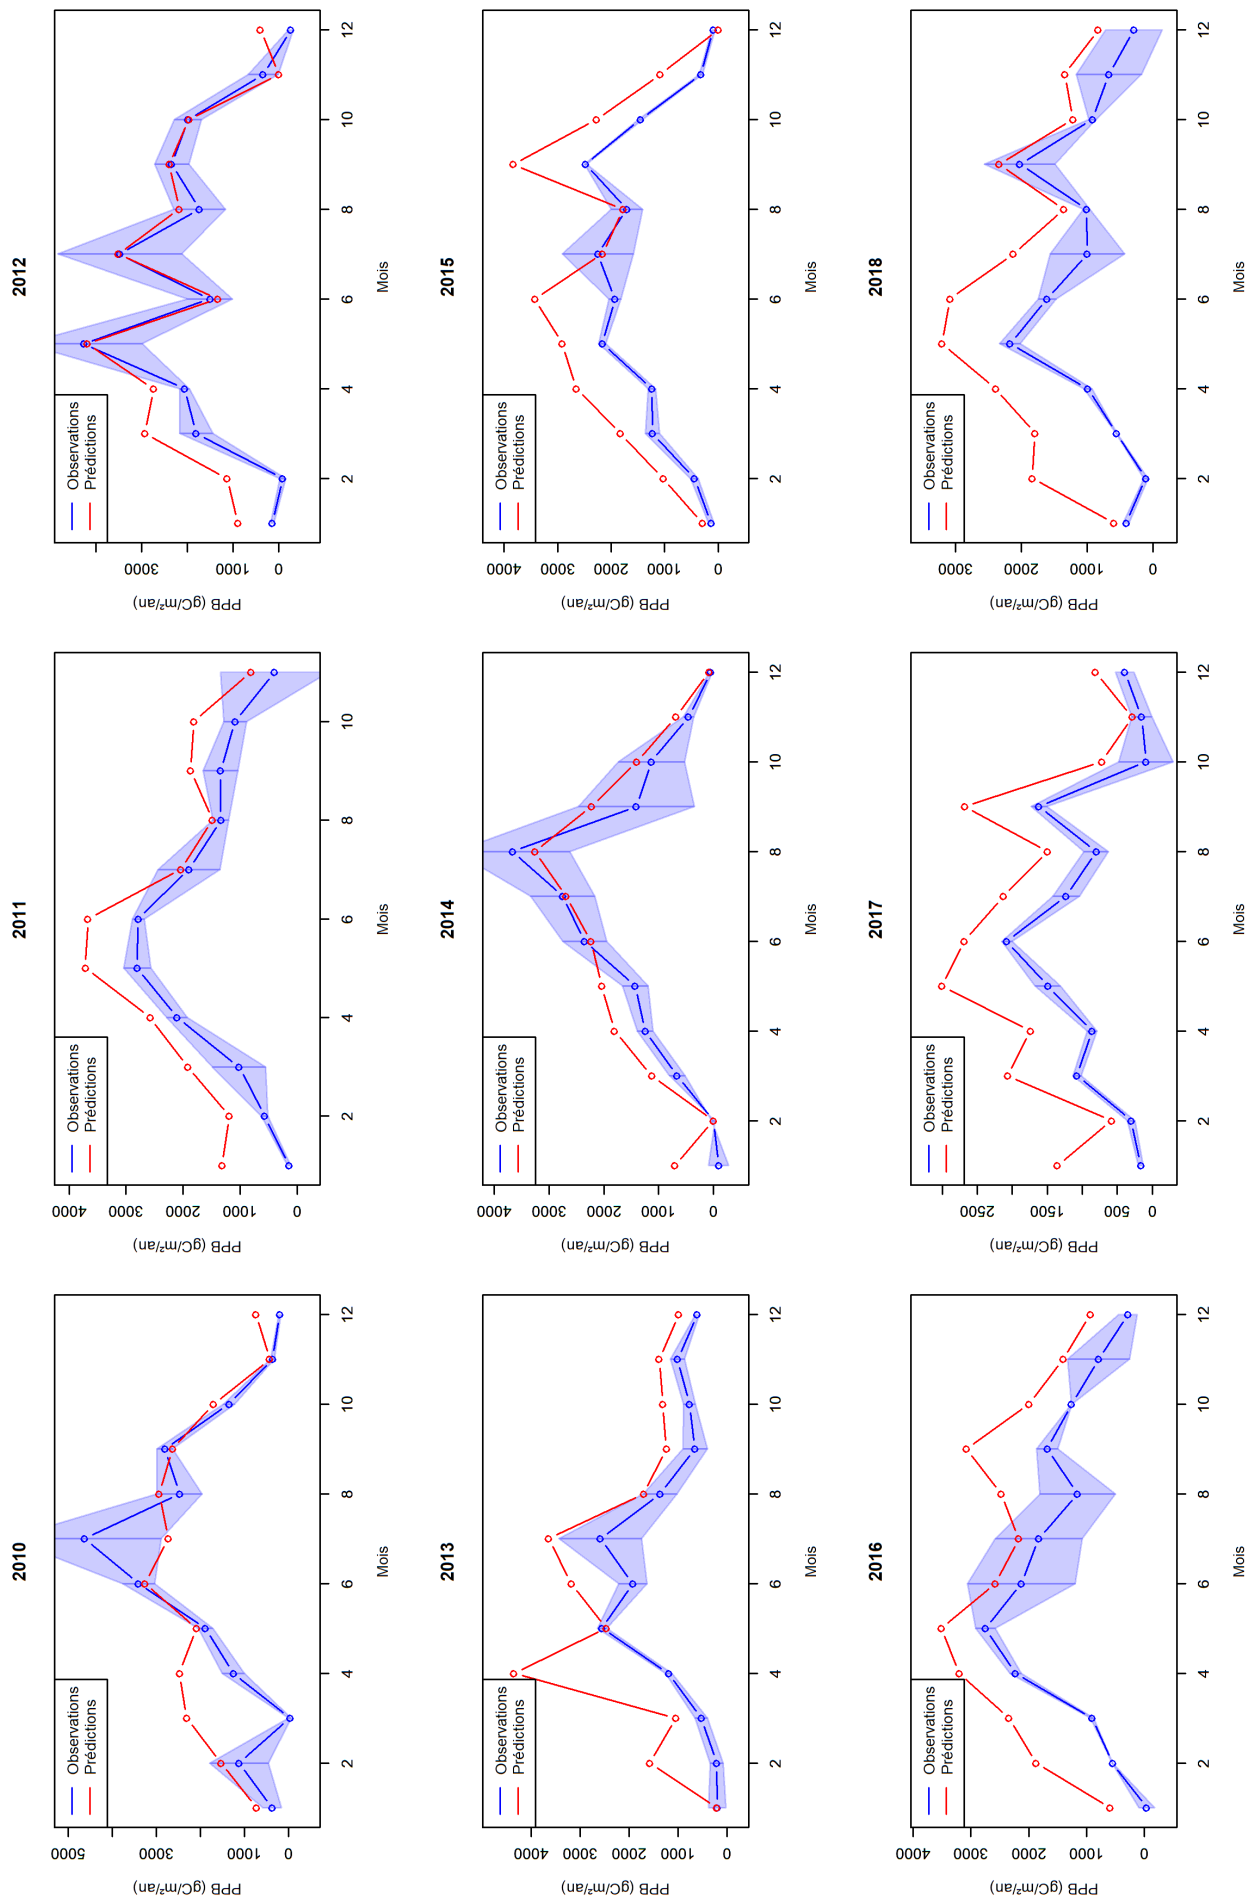 2010
Observations
Prédictions
PPB (gC/m²/an)
0 1000 3000 5000
2 4 6 8 10 12
Mois
2011
Observations
Prédictions
PPB (gC/m²/an)
0 1000 2000 3000 4000
2 4 6 8 10
Mois
2012
Observations
Prédictions
PPB (gC/m²/an)
0 1000 3000
2 4 6 8 10 12
Mois
2013
Observations
Prédictions
PPB (gC/m²/an)
0 1000 2000 3000 4000
2 4 6 8 10 12
Mois
2014
Observations
Prédictions
PPB (gC/m²/an)
0 1000 2000 3000 4000
2 4 6 8 10 12
Mois
2015
Observations
Prédictions
PPB (gC/m²/an)
0 1000 2000 3000 4000
2 4 6 8 10 12
Mois
2016
Observations
Prédictions
PPB (gC/m²/an)
0 1000 2000 3000 4000
2 4 6 8 10 12
Mois
2017
Observations
Prédictions
PPB (gC/m²/an)
0 500 1500 2500
2 4 6 8 10 12
Mois
2018
Observations
Prédictions
PPB (gC/m²/an)
0 1000 2000 3000
2 4 6 8 10 12
Mois